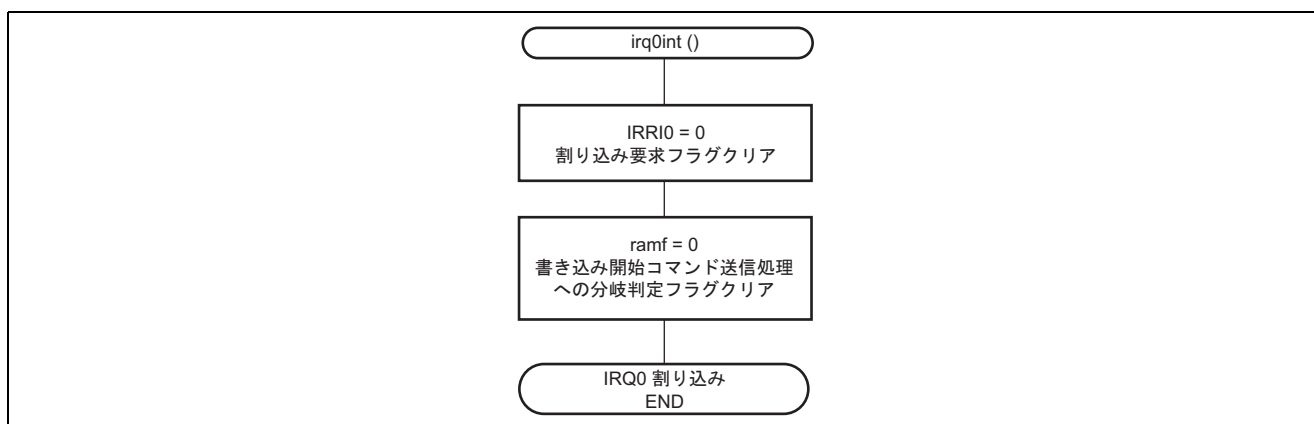 irq0int ()
IRRI0 = 0
割り込み要求フラグクリア
ramf = 0
書き込み開始コマンド送信処理
への分岐判定フラグクリア
IRQ0 割り込み
END